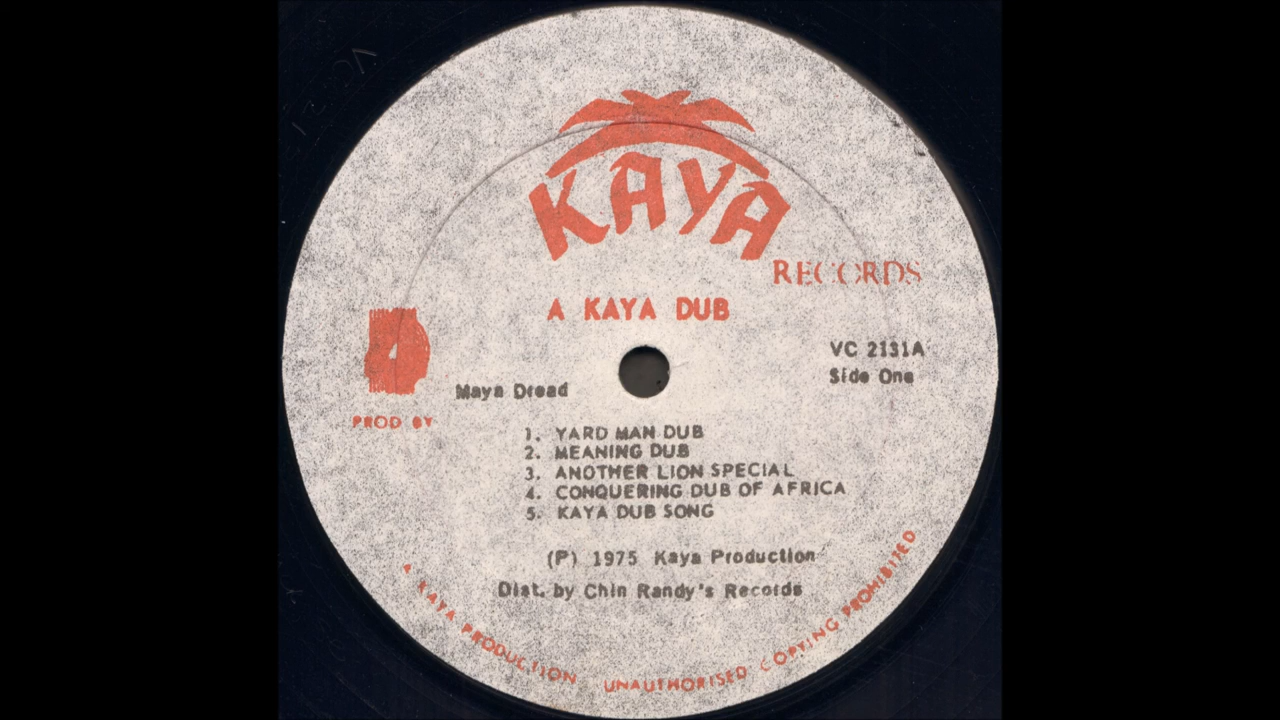 KAYA
RECORDS
A KAYA DUB
VC 2131A
Side One
Maya Dread
PROD BY
1. YARD MAN DUB
2. MEANING DUB
3. ANOTHER LION SPECIAL
4. CONQUERING DUB OF AFRICA
5. KAYA DUB SONG
(P) 1975 Kaya Production
Dist. by Chin Randy's Records
A KAYA PRODUCTION UNAUTHORISED COPYING PROHIBITED